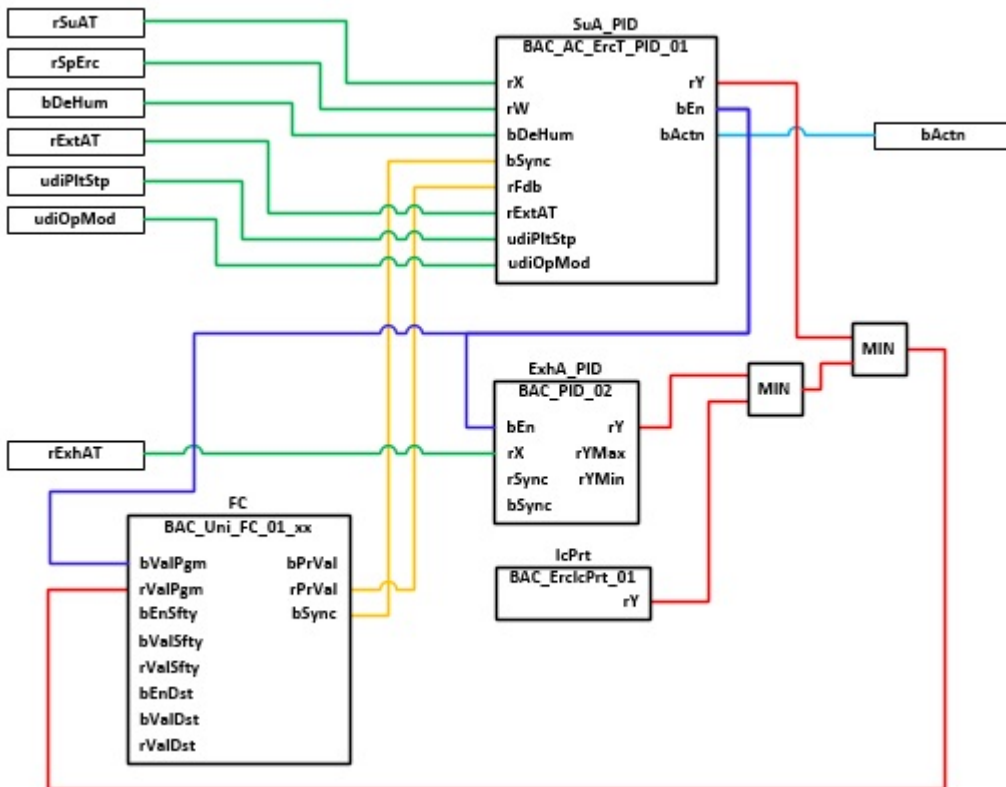 rSuAT
rSpErc
bDeHum
rExtAT
udiPltStp
udiOpMod
SuA_PID
BAC_AC_ErcT_PID_01
rX rY
rW bEn
bDeHum bActn
bSync
rFdb
rExtAT
udiPltStp
udiOpMod
bActn
MIN
MIN
ExhA_PID
BAC_PID_02
bEn rY
rX rYMax
rSync rYMin
bSync
rExhAT
FC
BAC_Uni_FC_01_xx
bValPgm bPrVal
rValPgm rPrVal
bEnSfty bSync
bValSfty
rValSfty
bEnDst
bValDst
rValDst
IcPrt
BAC_ErcIcPrt_01
rY